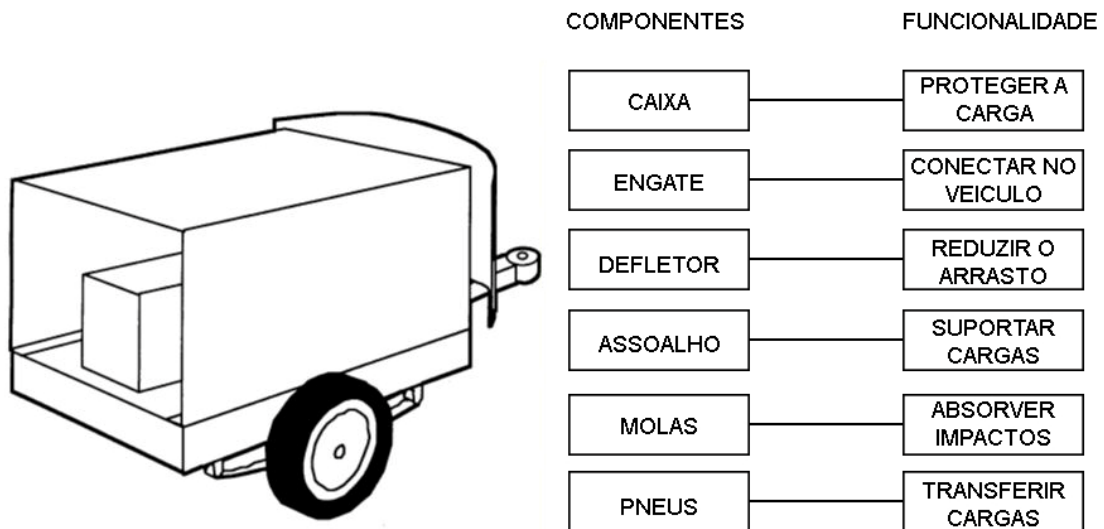 COMPONENTES
FUNCIONALIDADE
CAIXA
PROTEGER A
CARGA
ENGATE
CONECTAR NO
VEICULO
DEFLETOR
REDUZIR O
ARRASTO
ASSOALHO
SUPORTAR
CARGAS
MOLAS
ABSORVER
IMPACTOS
PNEUS
TRANSFERIR
CARGAS